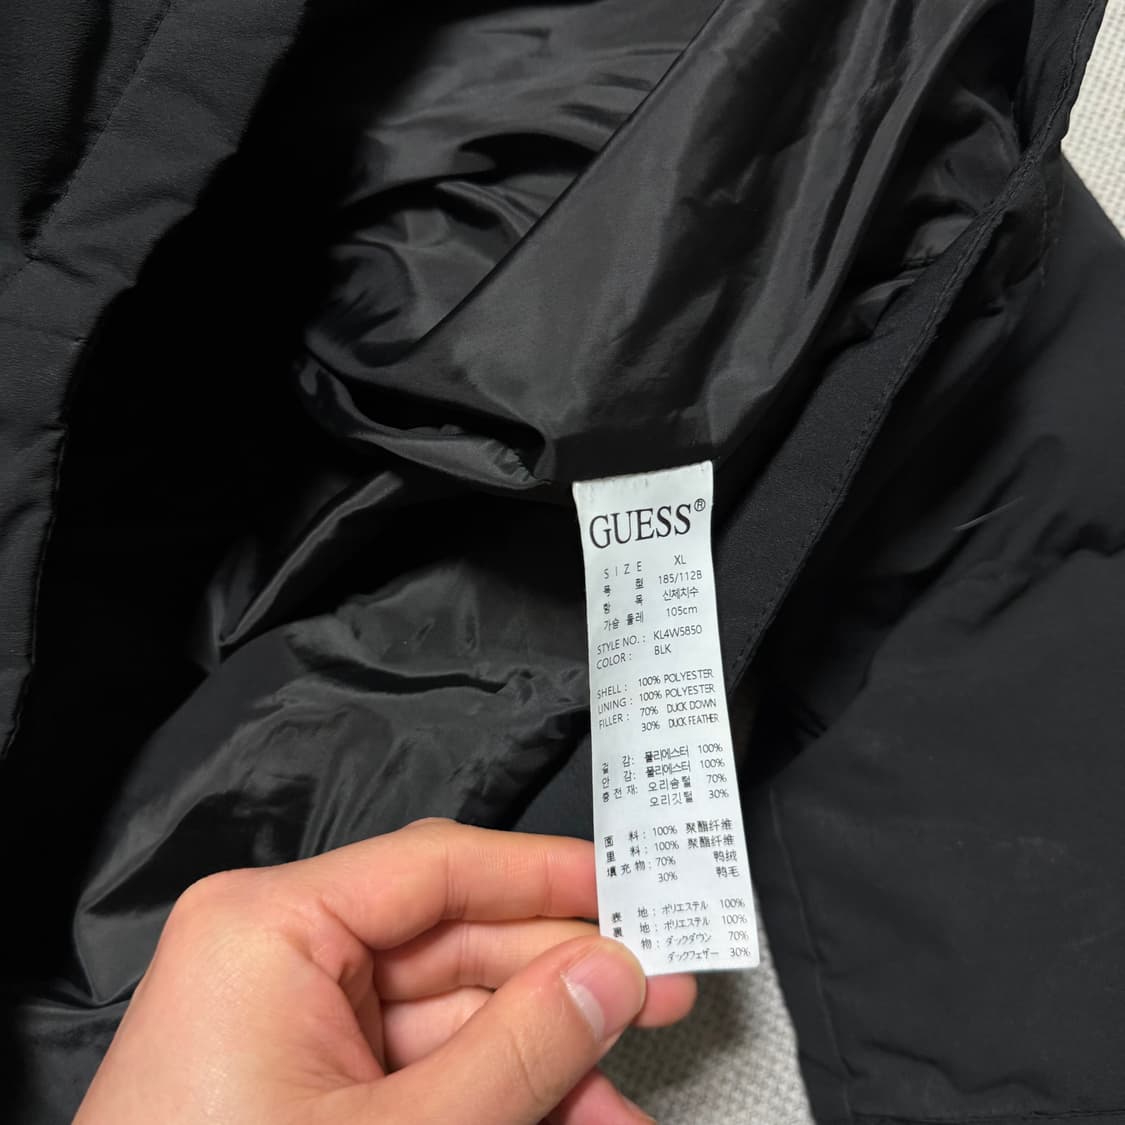 GUESS®
SIZE XL
품 형 185/112B
항 목 신체치수
가슴둘레 105cm
STYLE NO. : KL4W5850
COLOR : BLK
SHELL : 100% POLYESTER
LINING : 100% POLYESTER
FILLER : 70% DUCK DOWN
30% DUCK FEATHER
겉 감: 폴리에스터 100%
안 감: 폴리에스터 100%
충전재: 오리솜털 70%
오리깃털 30%
面 料: 100% 聚酯纤维
里 料: 100% 聚酯纤维
填充物: 70% 鸭绒
30% 鸭毛
表 地: ポリエステル 100%
裏 地: ポリエステル 100%
物: ダックダウン 70%
ダックフェザー 30%